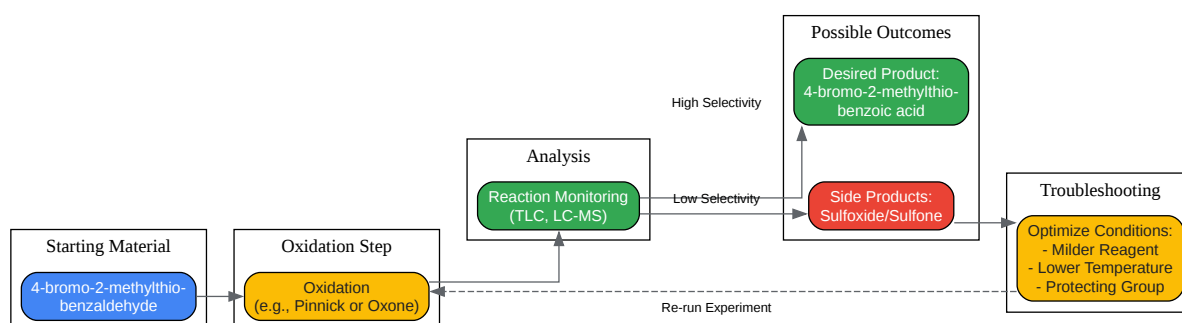 Possible Outcomes
Desired Product:
4-bromo-2-methylthio-
benzoic acid
High Selectivity
Analysis
Reaction Monitoring
(TLC, LC-MS)
Low Selectivity
Side Products:
Sulfoxide/Sulfone
Troubleshooting
Optimize Conditions:
- Milder Reagent
- Lower Temperature
- Protecting Group
Starting Material
4-bromo-2-methylthio-
benzaldehyde
Oxidation Step
Oxidation
(e.g., Pinnick or Oxone)
Re-run Experiment